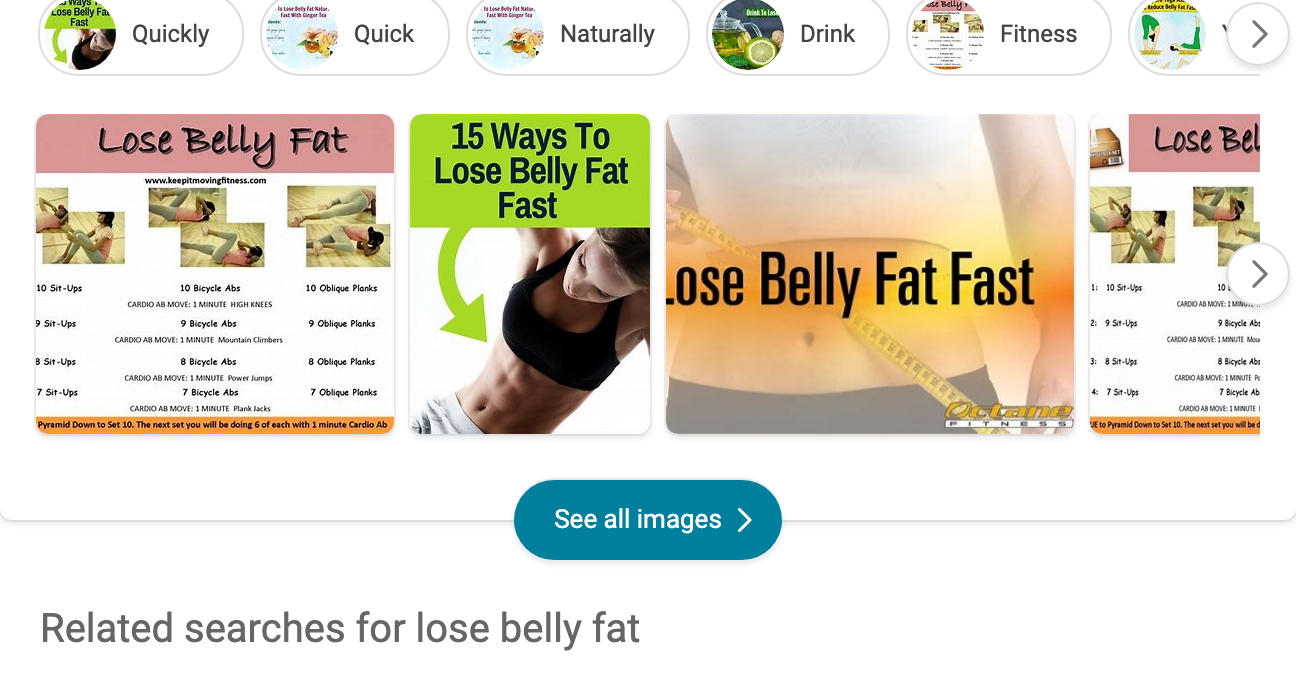 Ways To
Lose Belly Fat
Fast
Quickly
To Lose Belly Fat Natur
Fast With Ginger Tea
Quick
To Lose Belly Fat Natur
Fast With Ginger Tea
Naturally
Drink To Los
Drink
Fitness
Reduce Belly Fat Fast
Lose Belly Fat
www.keepitmovingfitness.com
10 Sit-Ups 10 Bicycle Abs 10 Oblique Planks
CARDIO AB MOVE: 1 MINUTE HIGH KNEES
9 Sit-Ups 9 Bicycle Abs 9 Oblique Planks
CARDIO AB MOVE: 1 MINUTE Mountain Climbers
8 Sit-Ups 8 Bicycle Abs 8 Oblique Planks
CARDIO AB MOVE: 1 MINUTE Power Jumps
7 Sit-Ups 7 Bicycle Abs 7 Oblique Planks
CARDIO AB MOVE: 1 MINUTE Plank Jacks
Pyramid Down to Set 10. The next set you will be doing 6 of each with 1 minute Cardio Ab
15 Ways To
Lose Belly Fat
Fast
Lose Belly Fat Fast
Octane
FITNESS
Lose Bel
1: 10 Sit-Ups 10
CARDIO AB MOVE: 1 MINU
2: 9 Sit-Ups 9 Bicycle Abs
CARDIO AB MOVE: 1 MINUTE Mou
3: 8 Sit-Ups 8 Bicycle Abs
CARDIO AB MOVE: 1 MINUTE Po
4: 7 Sit-Ups 7 Bicycle Ab
CARDIO AB MOVE: 1 MINUTE
UE to Pyramid Down to Set 10. The next set you will be d
See all images
Related searches for lose belly fat